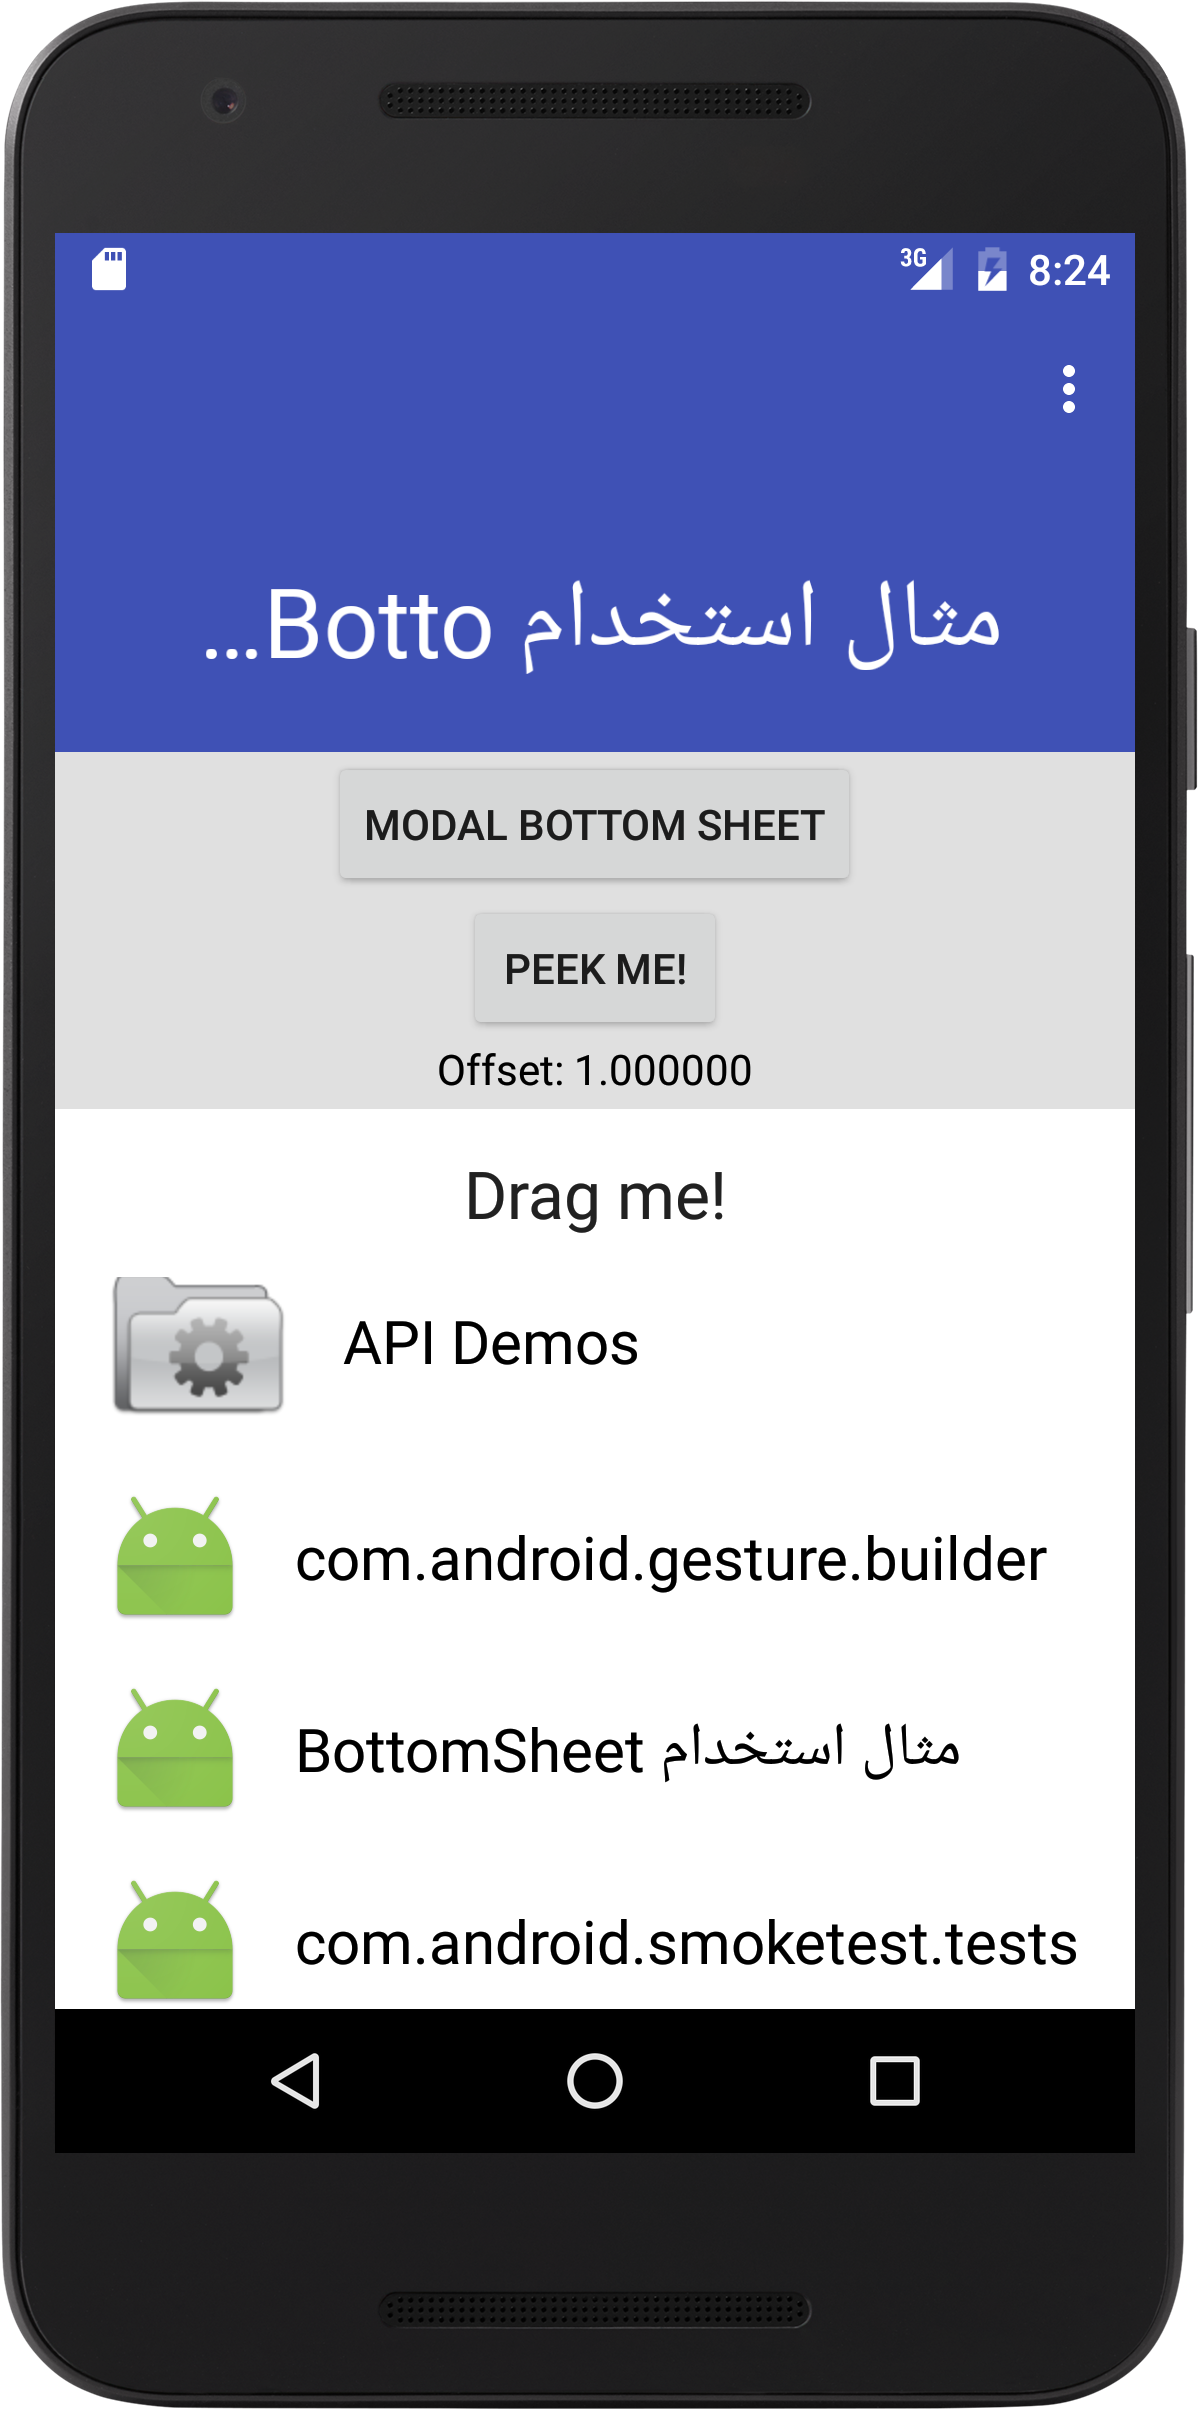 3G 8:24
مثال استخدام Botto...
MODAL BOTTOM SHEET
PEEK ME!
Offset: 1.000000
Drag me!
API Demos
com.android.gesture.builder
مثال استخدام BottomSheet
com.android.smoketest.tests